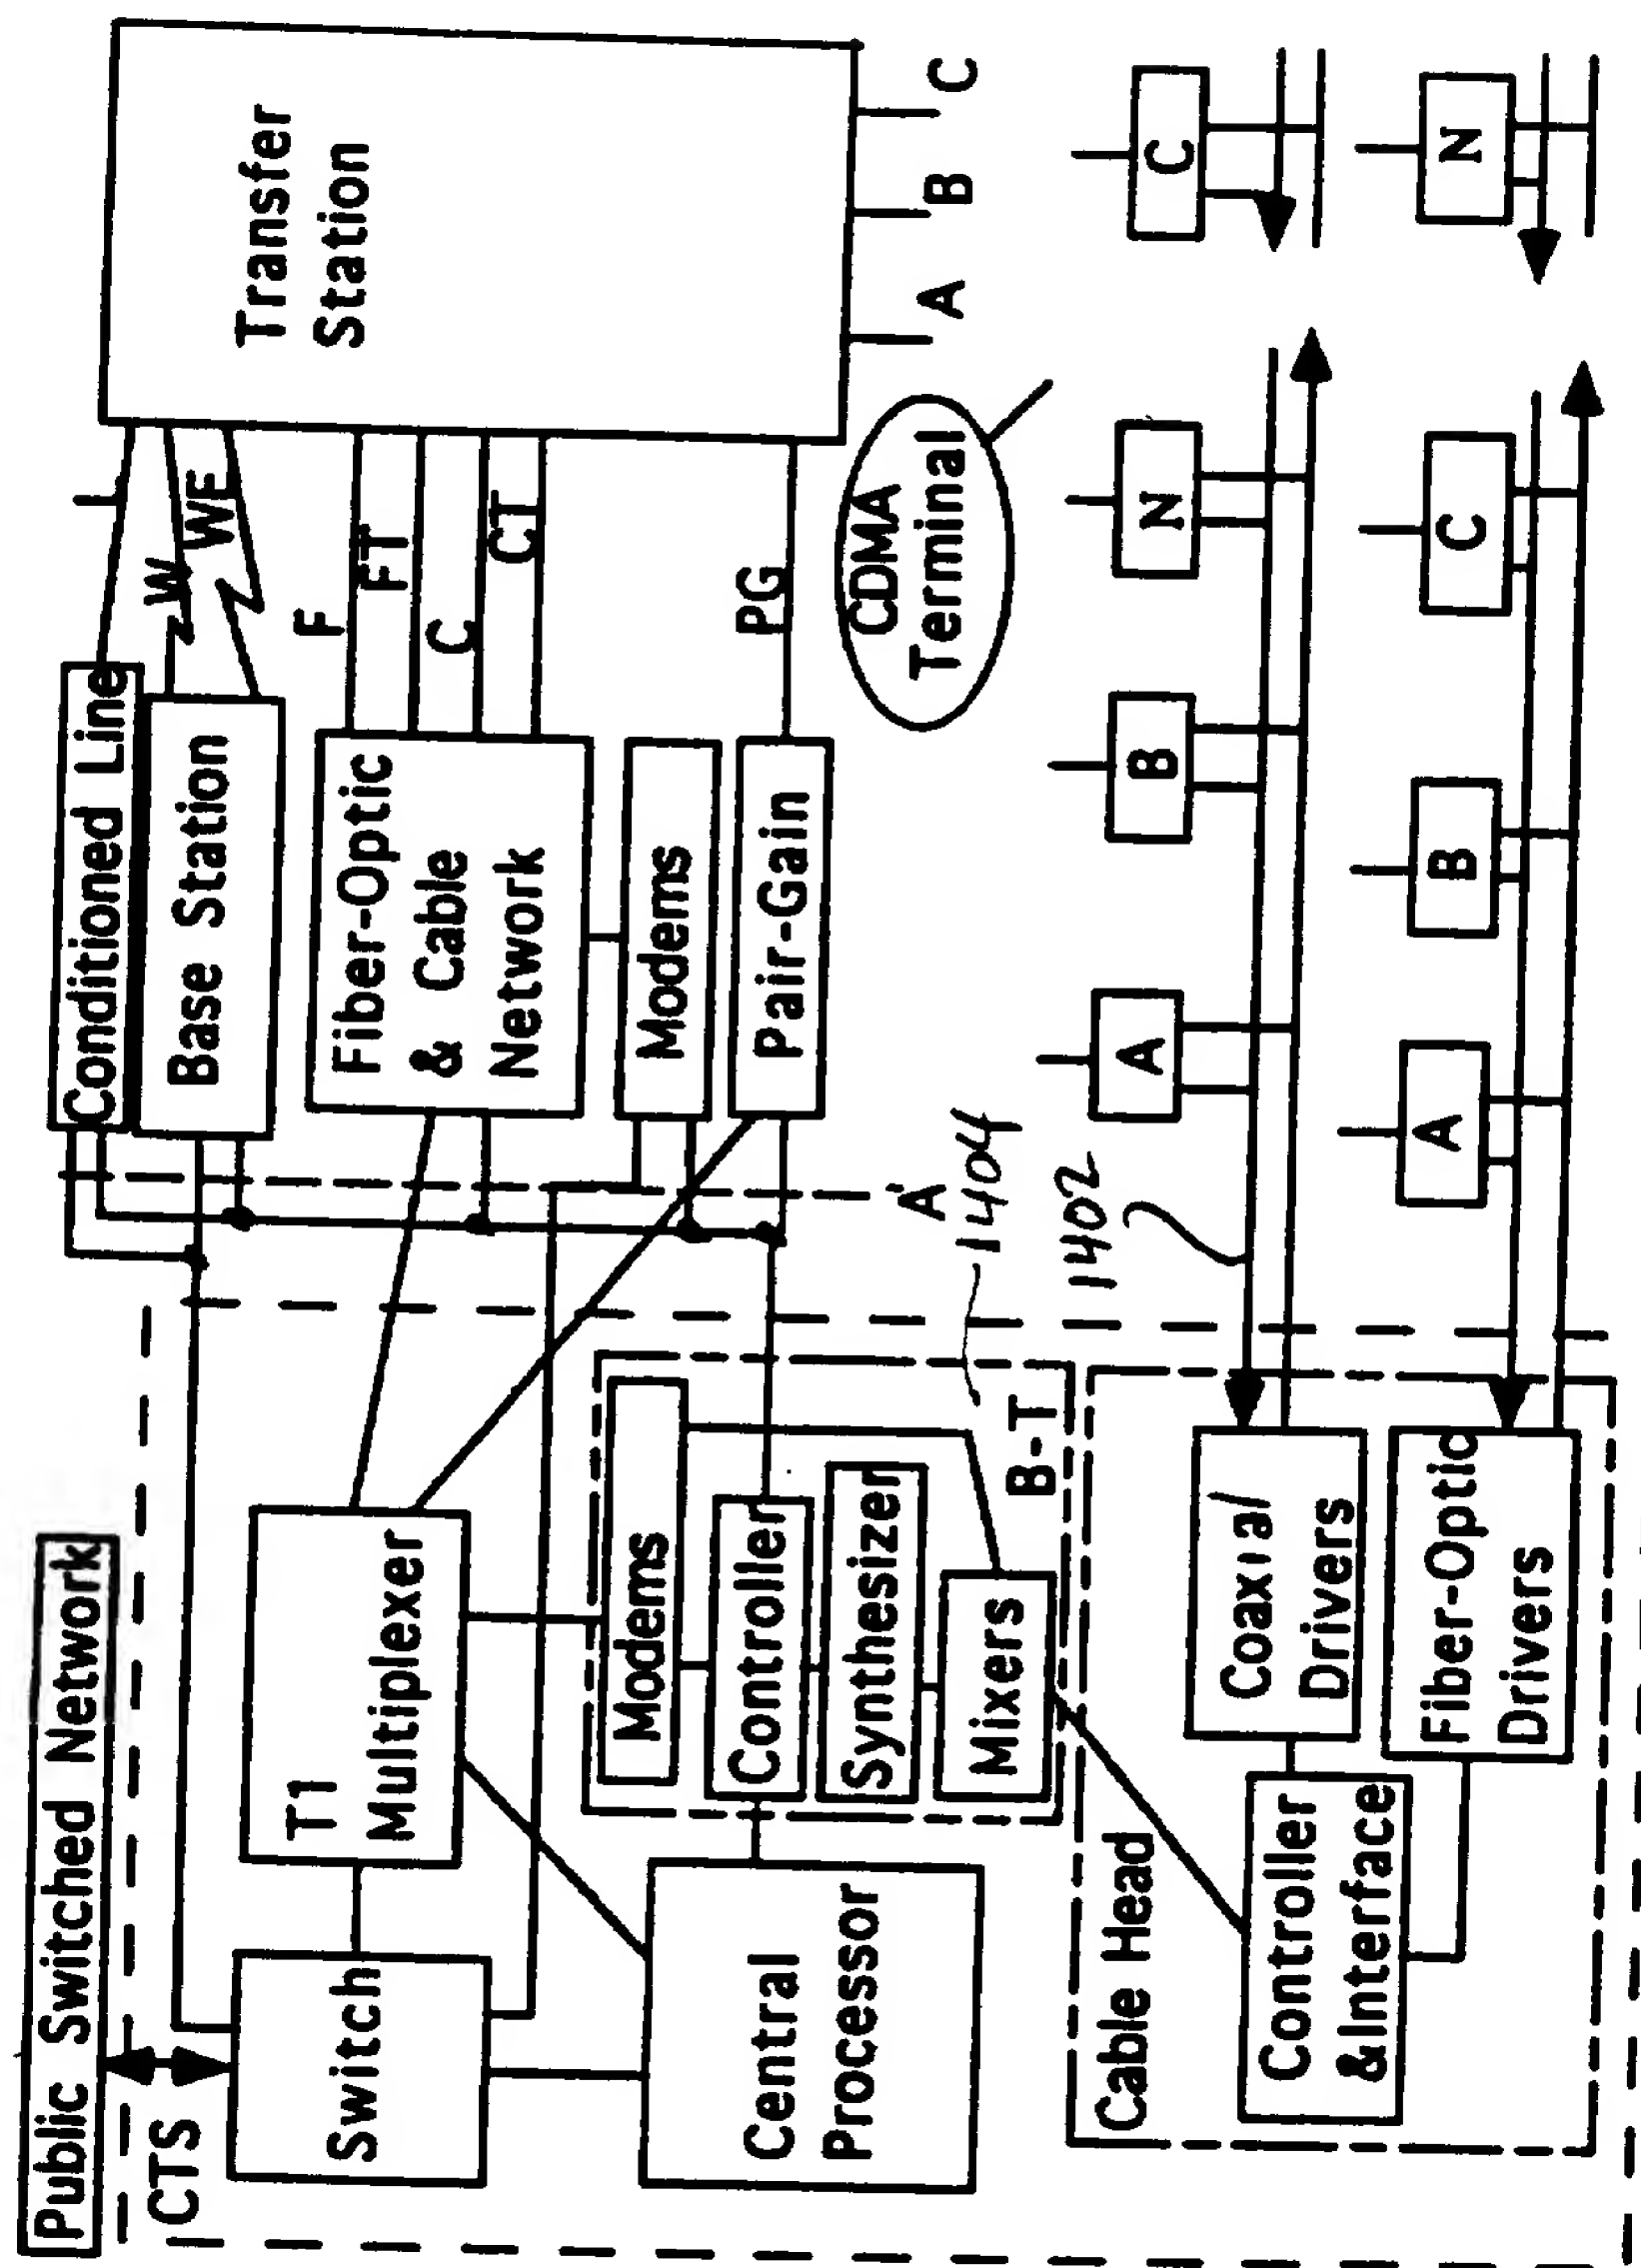 Public Switched Network
CTS
Switch
T1
Multiplexer
Central
Processor
Modems
Controller
Synthesizer
Mixers
B-T
Conditioned Line
Base Station
Fiber-Optic
& Cable
Network
Modems
Pair-Gain
L
W
WE
F
FT
C
CT
PG
Transfer
Station
A
B
C
CDMA
Terminal
A'
1404
1402
Cable Head
Controller
&Interface
Coaxial
Drivers
Fiber-Optic
Drivers
A
B
N
C
A
B
C
N